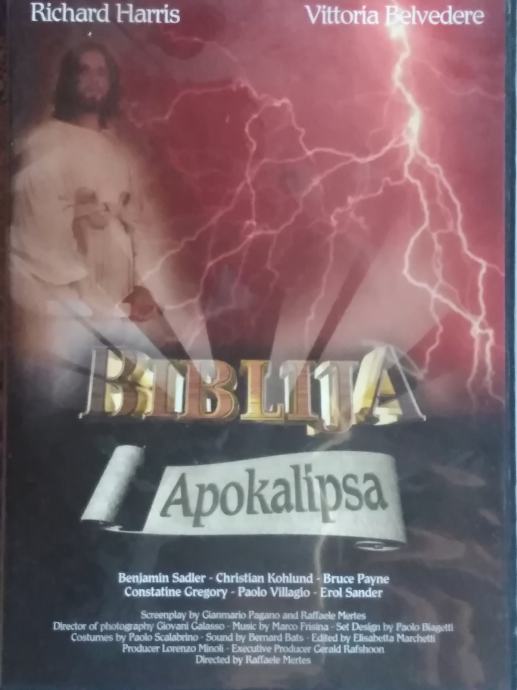 Richard Harris Vittoria Belvedere
BIBLIJA
Apokalipsa
Benjamin Sadler - Christian Kohlund - Bruce Payne
Constatine Gregory - Paolo Villagio - Erol Sander
Screenplay by Gianmario Pagano and Raffaele Mertes
Director of photography Giovani Galasso - Music by Marco Frisina - Set Design by Paolo Biagetti
Costumes by Paolo Scalabrino - Sound by Bernard Bats - Edited by Elisabetta Marchetti
Producer Lorenzo Minoli - Executive Producer Gerald Rafshoon
Directed by Raffaele Mertes